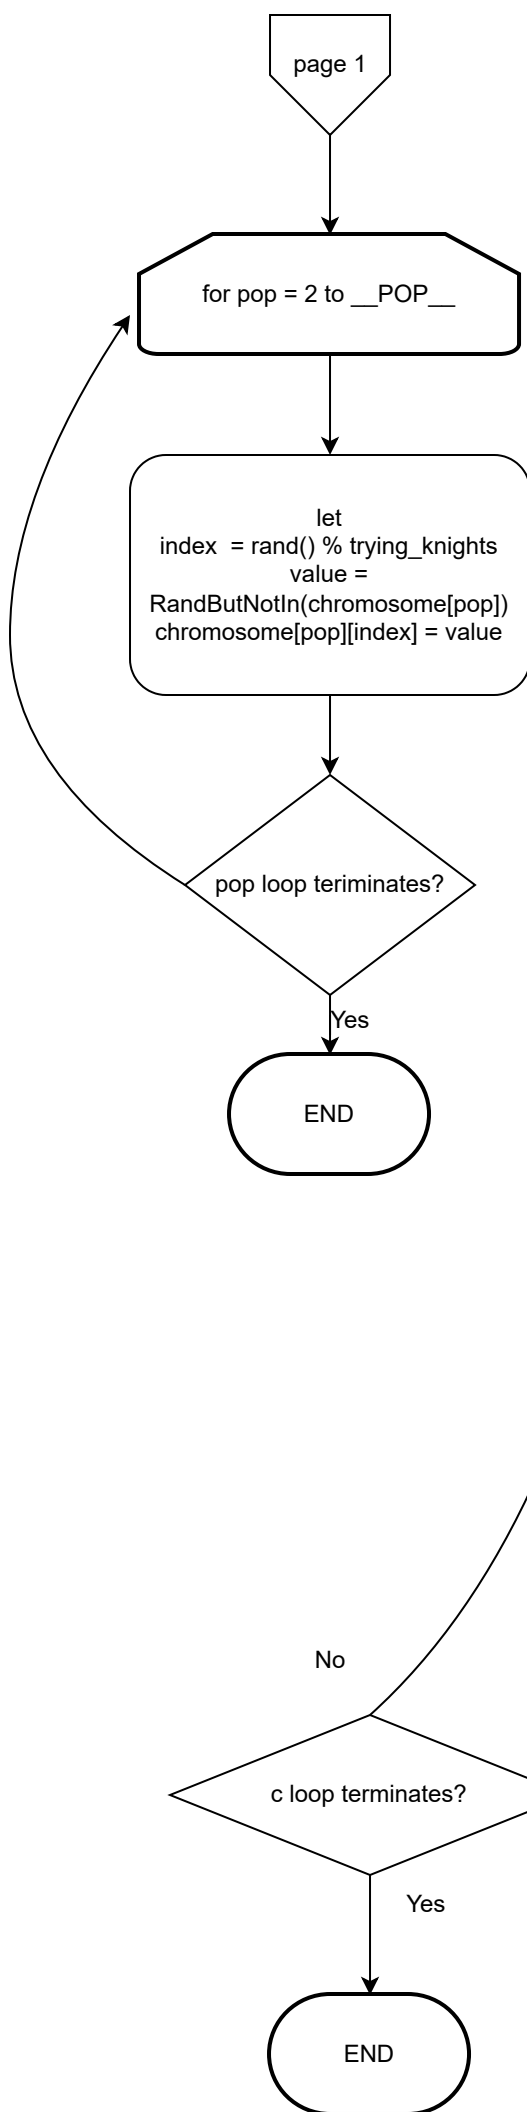 page 1
for pop = 2 to __POP__
let
index  = rand() % trying_knights
value =
RandButNotIn(chromosome[pop])
chromosome[pop][index] = value
pop loop teriminates?
Yes
END
No
c loop terminates?
Yes
END